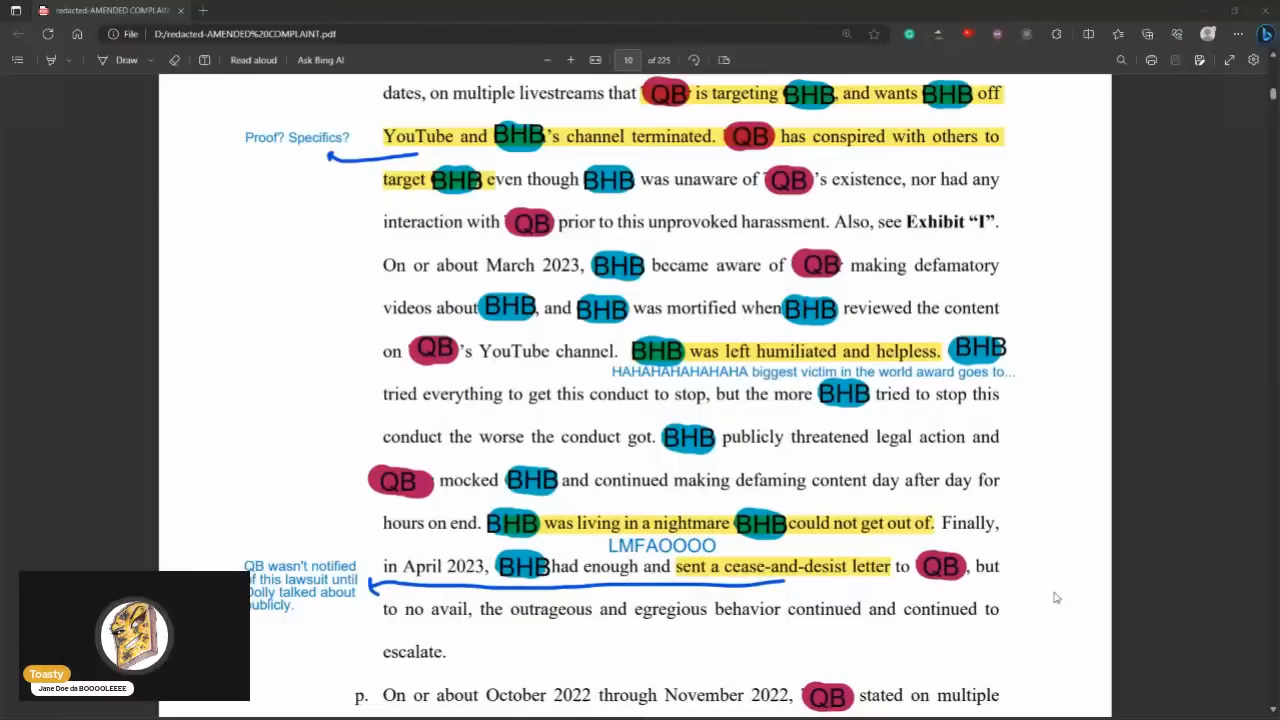 redacted-AMENDED COMPLAIN
File D:/redacted-AMENDED%20COMPLAINT.pdf
Draw Read aloud Ask Bing AI 10 of 225
dates, on multiple livestreams that QB is targeting BHB, and wants BHB off
Proof? Specifics?
YouTube and BHB's channel terminated. QB has conspired with others to
target BHB even though BHB was unaware of QB's existence, nor had any
interaction with QB prior to this unprovoked harassment. Also, see Exhibit “I”.
On or about March 2023, BHB became aware of QB making defamatory
videos about BHB, and BHB was mortified when BHB reviewed the content
on QB's YouTube channel. BHB was left humiliated and helpless. BHB
HAHAHAHAHAHAHA biggest victim in the world award goes to...
tried everything to get this conduct to stop, but the more BHB tried to stop this
conduct the worse the conduct got. BHB publicly threatened legal action and
QB mocked BHB and continued making defaming content day after day for
hours on end. BHB was living in a nightmare BHB could not get out of. Finally,
LMFAOOOO
in April 2023, BHB had enough and sent a cease-and-desist letter to QB, but
QB wasn't notified
of this lawsuit until
Dolly talked about
publicly.
to no avail, the outrageous and egregious behavior continued and continued to
escalate.
p. On or about October 2022 through November 2022, QB stated on multiple
Toasty
Jane Doe da BOOOOLEEEE